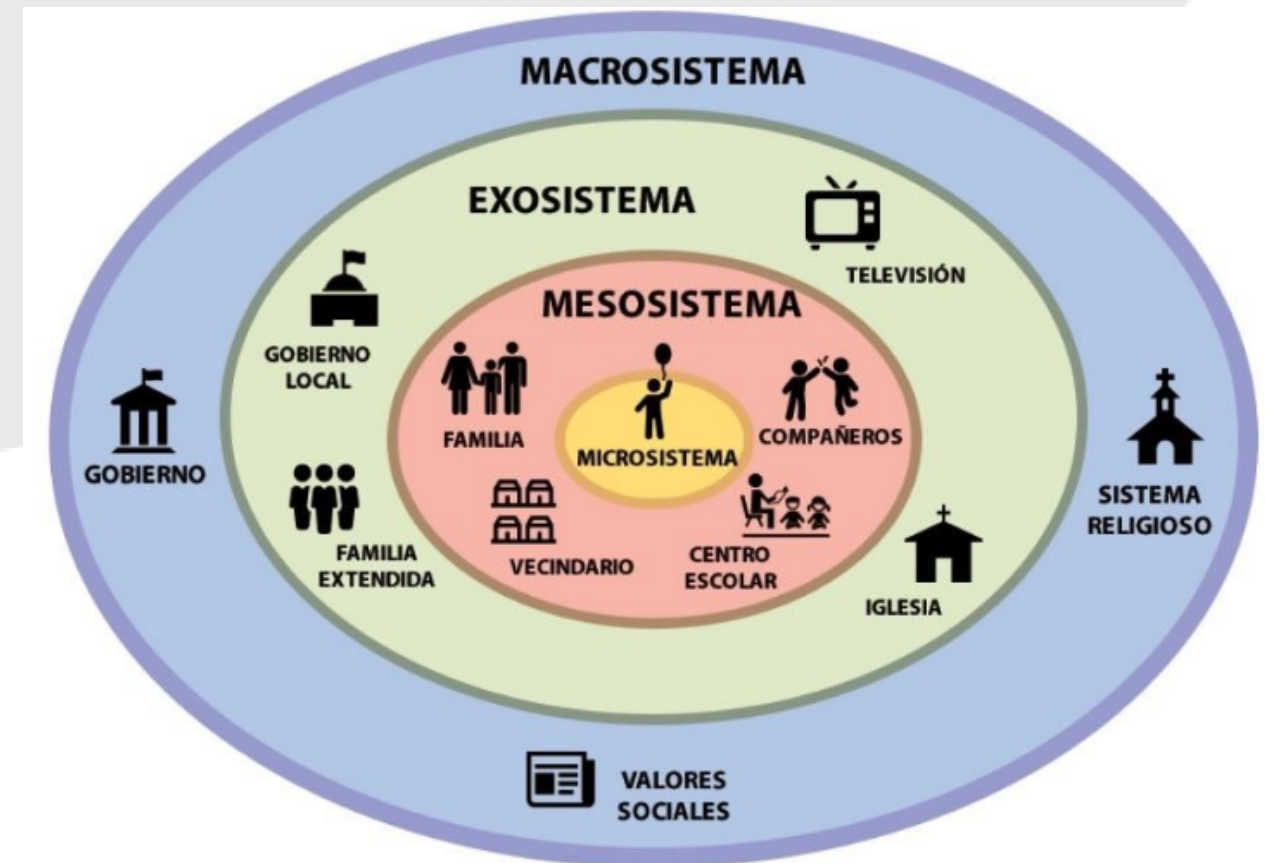 MACROSISTEMA
EXOSISTEMA
TELEVISIÓN
MESOSISTEMA
GOBIERNO
LOCAL
FAMILIA
COMPAÑEROS
MICROSISTEMA
GOBIERNO
SISTEMA
RELIGIOSO
FAMILIA
EXTENDIDA
VECINDARIO
CENTRO
ESCOLAR
IGLESIA
VALORES
SOCIALES